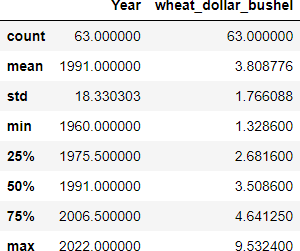 Year wheat_dollar_bushel
count 63.000000 63.000000
mean 1991.000000 3.808776
std 18.330303 1.766088
min 1960.000000 1.328600
25% 1975.500000 2.681600
50% 1991.000000 3.508600
75% 2006.500000 4.641250
max 2022.000000 9.532400